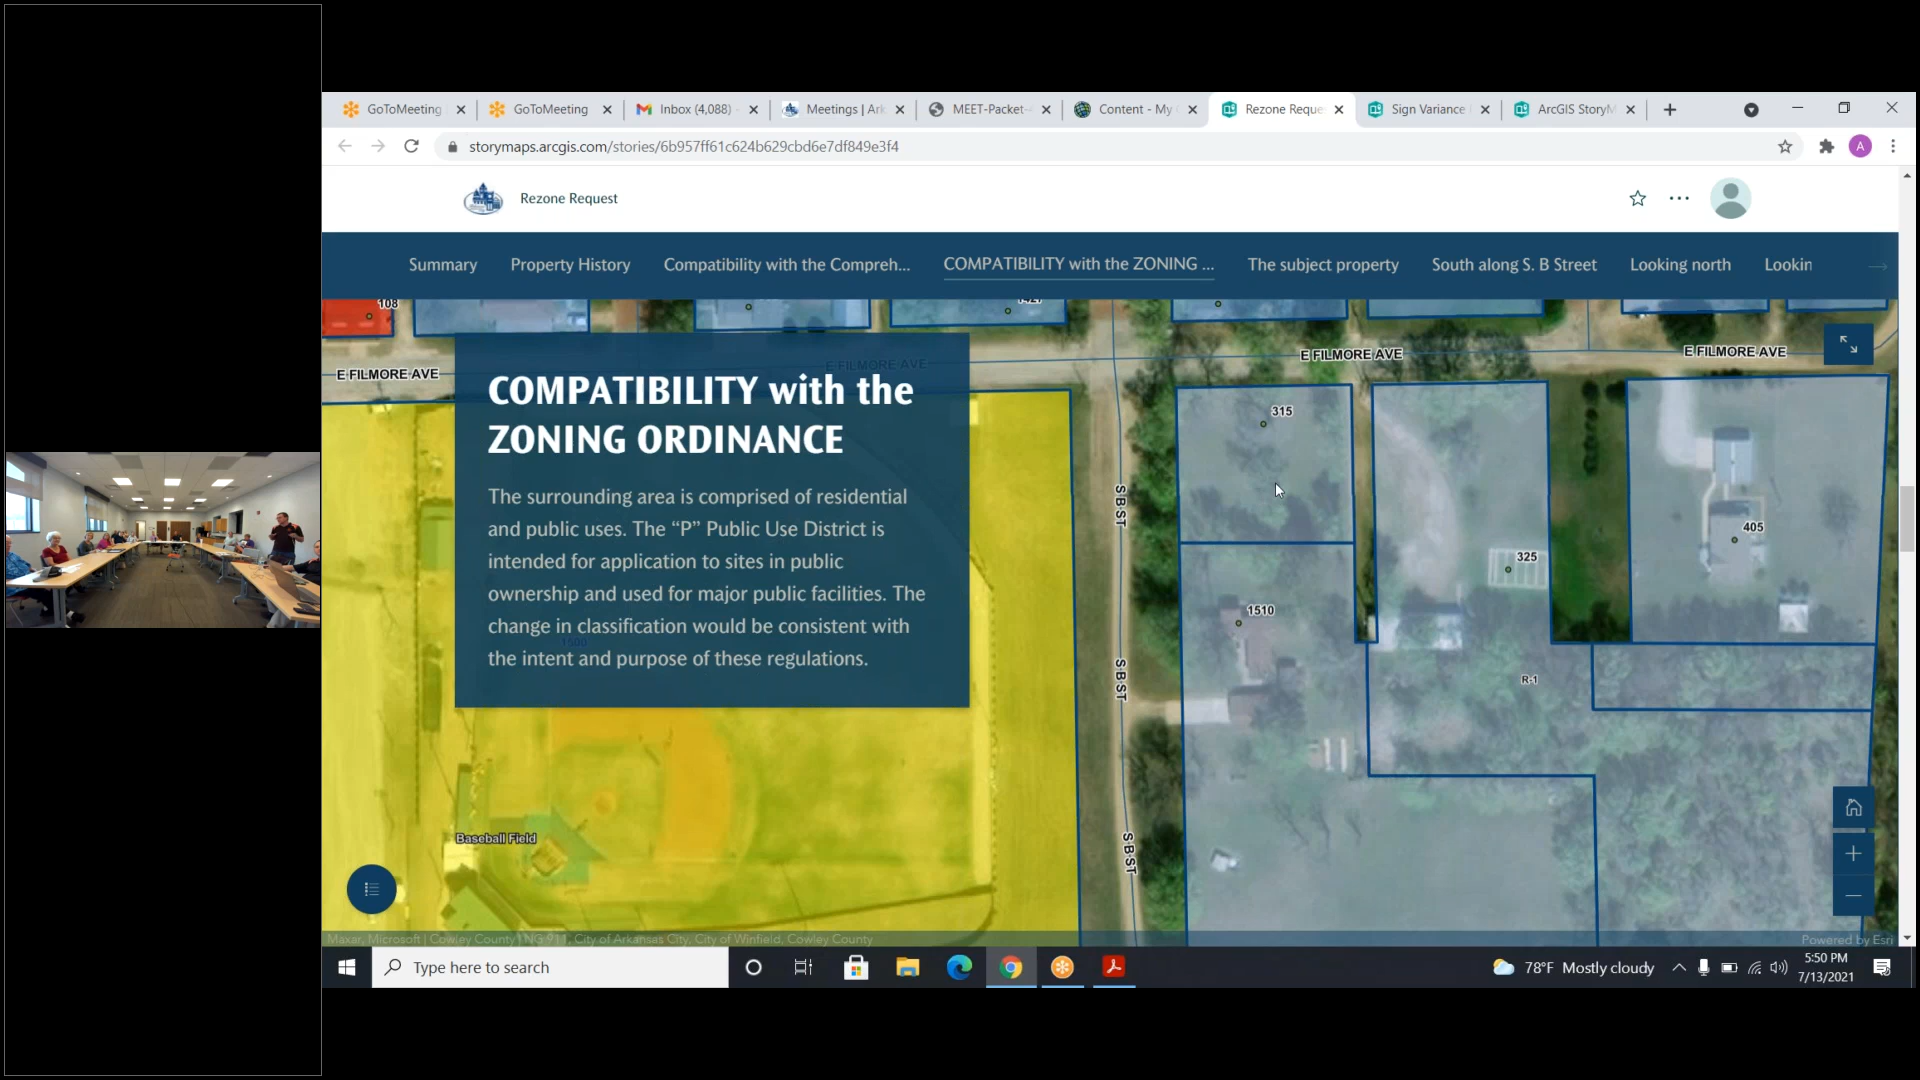 GoToMeeting
GoToMeeting
Inbox (4,088)
Meetings | Ark
MEET-Packet-
Content - My
Rezone Reque
Sign Variance
ArcGIS StoryM
storymaps.arcgis.com/stories/6b957ff61c624b629cbd6e7df849e3f4
A
Rezone Request
Summary
Property History
Compatibility with the Compreh...
COMPATIBILITY with the ZONING ...
The subject property
South along S. B Street
Looking north
Lookin
108
E FILMORE AVE
E FILMORE AVE
E FILMORE AVE
E FILMORE AVE
COMPATIBILITY with the
ZONING ORDINANCE
The surrounding area is comprised of residential
and public uses. The “P” Public Use District is
intended for application to sites in public
ownership and used for major public facilities. The
change in classification would be consistent with
the intent and purpose of these regulations.
315
S B ST
405
325
1510
S B ST
R-1
Baseball Field
S B ST
Maxar, Microsoft | Cowley County, NG 911, City of Arkansas City, City of Winfield, Cowley County
Powered by Esri
Type here to search
78°F Mostly cloudy
5:50 PM
7/13/2021